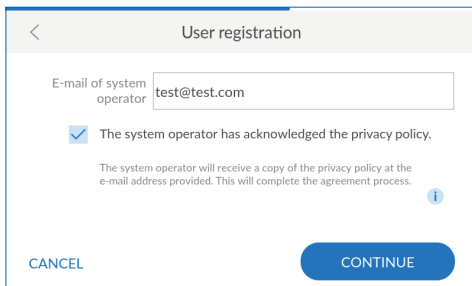 User registration
E-mail of system
operator
test@test.com
The system operator has acknowledged the privacy policy.
The system operator will receive a copy of the privacy policy at the
e-mail address provided. This will complete the agreement process.
i
CANCEL
CONTINUE